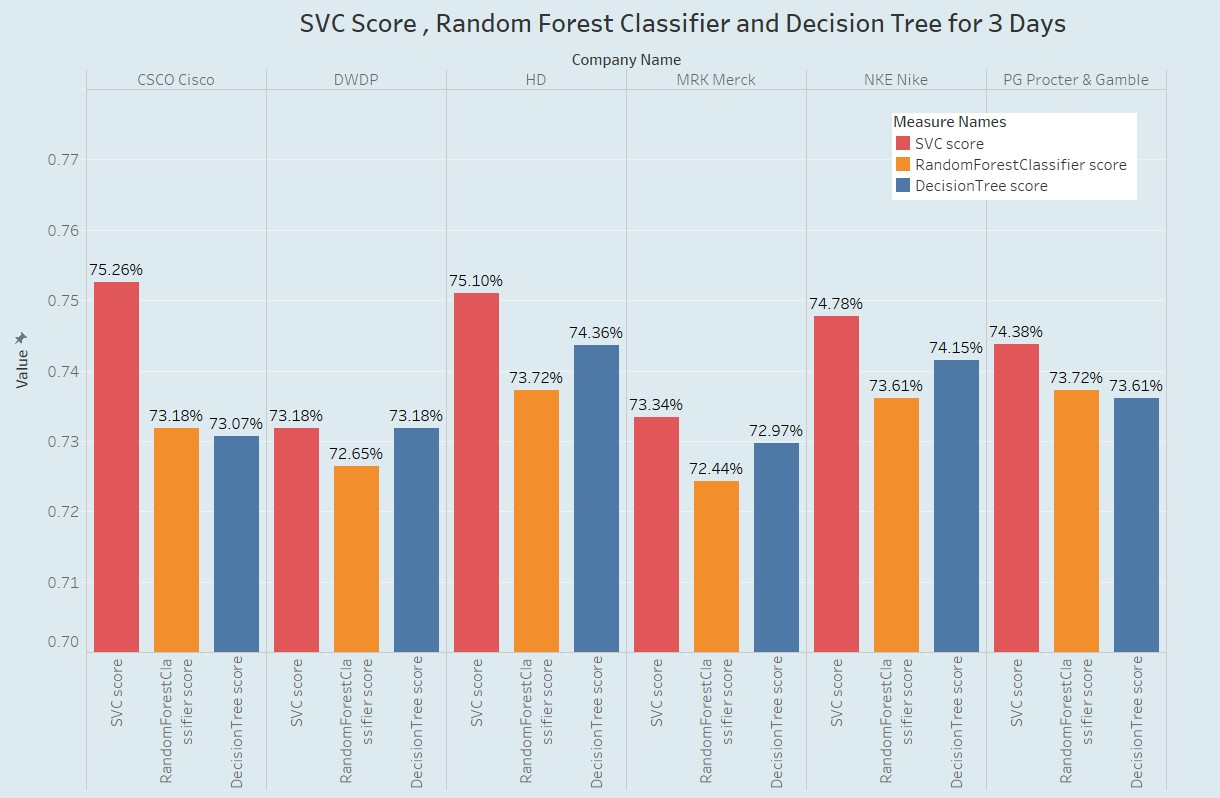 SVC Score , Random Forest Classifier and Decision Tree for 3 Days
Company Name
CSCO Cisco
DWDP
HD
MRK Merck
NKE Nike
PG Procter & Gamble
Measure Names
SVC score
RandomForestClassifier score
DecisionTree score
Value
0.77
0.76
0.75
0.74
0.73
0.72
0.71
0.70
75.26%
73.18%
73.07%
73.18%
72.65%
73.18%
75.10%
73.72%
74.36%
73.34%
72.44%
72.97%
74.78%
73.61%
74.15%
74.38%
73.72%
73.61%
SVC score
RandomForestCla
ssifier score
DecisionTree score
SVC score
RandomForestCla
ssifier score
DecisionTree score
SVC score
RandomForestCla
ssifier score
DecisionTree score
SVC score
RandomForestCla
ssifier score
DecisionTree score
SVC score
RandomForestCla
ssifier score
DecisionTree score
SVC score
RandomForestCla
ssifier score
DecisionTree score